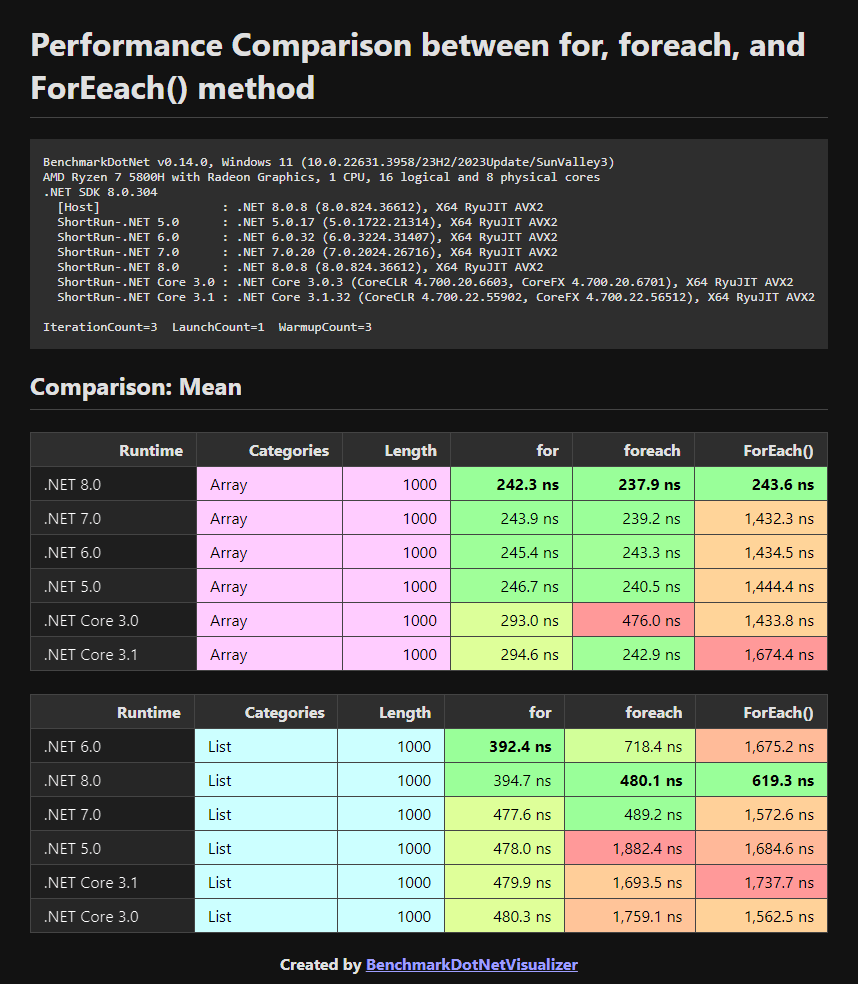 Performance Comparison between for, foreach, and
ForEeach() method
BenchmarkDotNet v0.14.0, Windows 11 (10.0.22631.3958/23H2/2023Update/SunValley3)
AMD Ryzen 7 5800H with Radeon Graphics, 1 CPU, 16 logical and 8 physical cores
.NET SDK 8.0.304
[Host] : .NET 8.0.8 (8.0.824.36612), X64 RyuJIT AVX2
ShortRun-.NET 5.0 : .NET 5.0.17 (5.0.1722.21314), X64 RyuJIT AVX2
ShortRun-.NET 6.0 : .NET 6.0.32 (6.0.3224.31407), X64 RyuJIT AVX2
ShortRun-.NET 7.0 : .NET 7.0.20 (7.0.2024.26716), X64 RyuJIT AVX2
ShortRun-.NET 8.0 : .NET 8.0.8 (8.0.824.36612), X64 RyuJIT AVX2
ShortRun-.NET Core 3.0 : .NET Core 3.0.3 (CoreCLR 4.700.20.6603, CoreFX 4.700.20.6701), X64 RyuJIT AVX2
ShortRun-.NET Core 3.1 : .NET Core 3.1.32 (CoreCLR 4.700.22.55902, CoreFX 4.700.22.56512), X64 RyuJIT AVX2
IterationCount=3 LaunchCount=1 WarmupCount=3
Comparison: Mean
Runtime Categories Length for foreach ForEach()
.NET 8.0 Array 1000 242.3 ns 237.9 ns 243.6 ns
.NET 7.0 Array 1000 243.9 ns 239.2 ns 1,432.3 ns
.NET 6.0 Array 1000 245.4 ns 243.3 ns 1,434.5 ns
.NET 5.0 Array 1000 246.7 ns 240.5 ns 1,444.4 ns
.NET Core 3.0 Array 1000 293.0 ns 476.0 ns 1,433.8 ns
.NET Core 3.1 Array 1000 294.6 ns 242.9 ns 1,674.4 ns
Runtime Categories Length for foreach ForEach()
.NET 6.0 List 1000 392.4 ns 718.4 ns 1,675.2 ns
.NET 8.0 List 1000 394.7 ns 480.1 ns 619.3 ns
.NET 7.0 List 1000 477.6 ns 489.2 ns 1,572.6 ns
.NET 5.0 List 1000 478.0 ns 1,882.4 ns 1,684.6 ns
.NET Core 3.1 List 1000 479.9 ns 1,693.5 ns 1,737.7 ns
.NET Core 3.0 List 1000 480.3 ns 1,759.1 ns 1,562.5 ns
Created by BenchmarkDotNetVisualizer